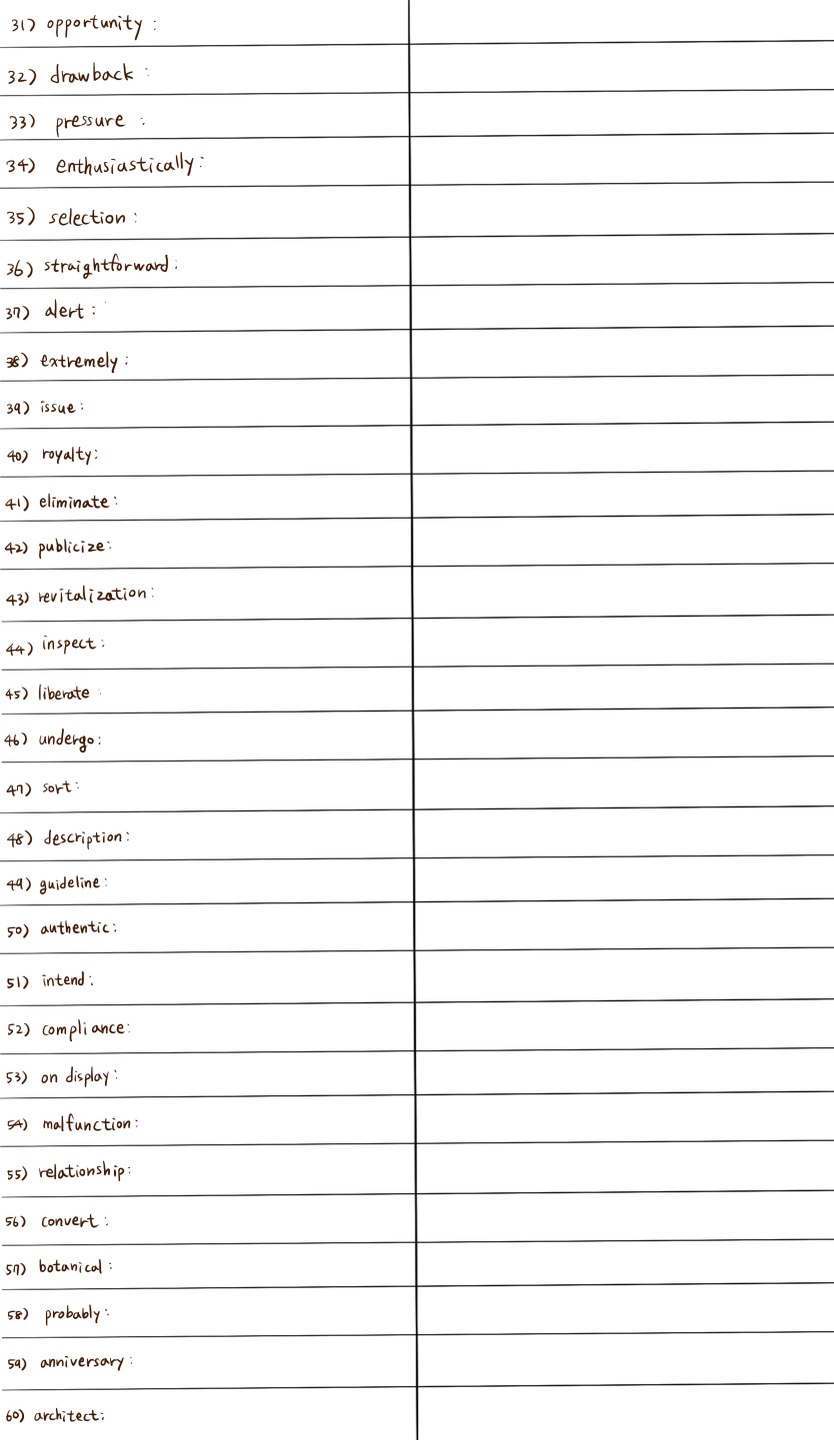 31) opportunity :
32) drawback :
33) pressure :
34) enthusiastically :
35) selection :
36) straightforward :
37) alert :
38) extremely :
39) issue :
40) royalty :
41) eliminate :
42) publicize :
43) revitalization :
44) inspect :
45) liberate :
46) undergo :
47) sort :
48) description :
49) guideline :
50) authentic :
51) intend :
52) compliance :
53) on display :
54) malfunction :
55) relationship :
56) convert :
57) botanical :
58) probably :
59) anniversary :
60) architect :